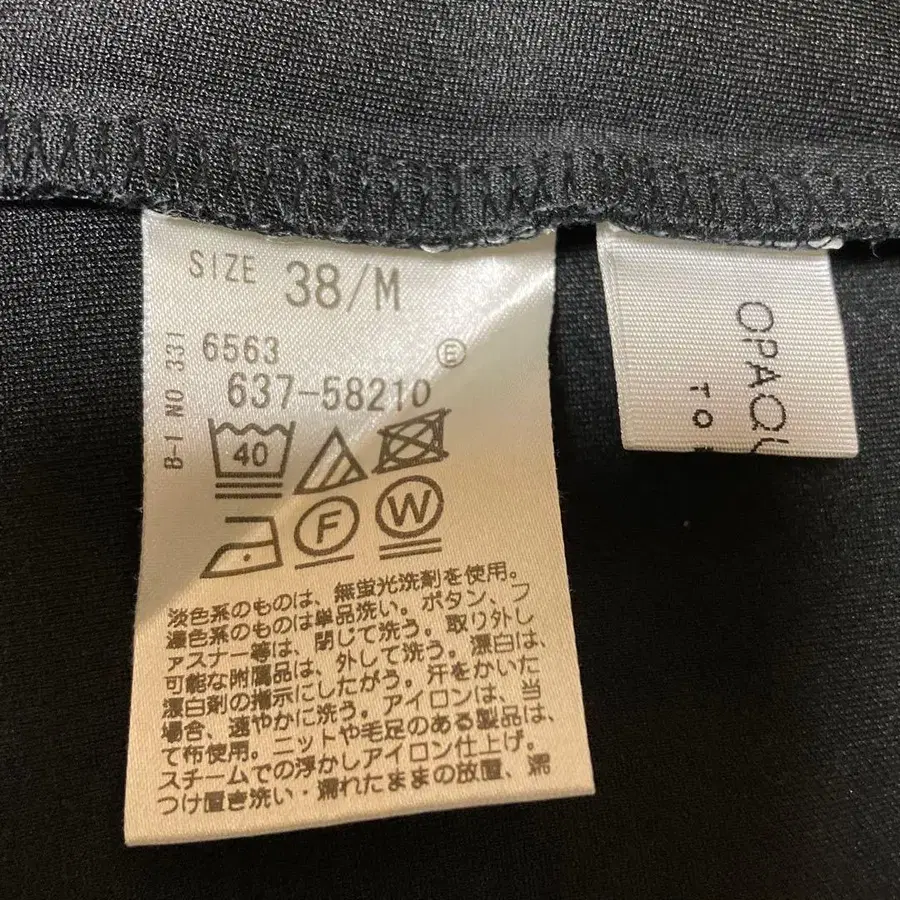 SIZE 38/M
6563 Ⓔ
637-58210
B-1 NO 331
40
F W
淡色系のものは、無蛍光洗剤を使用。
濃色系のものは単品洗い。ボタン、フ
ァスナー等は、閉じて洗う。取り外し
可能な附属品は、外して洗う。漂白は、
漂白剤の指示にしたがう。汗をかいた
場合、速やかに洗う。アイロンは、当
て布使用。ニットや毛足のある製品は、
スチームでの浮かしアイロン仕上げ。
つけ置き洗い・濡れたままの放置、濕
OPAQU
TO